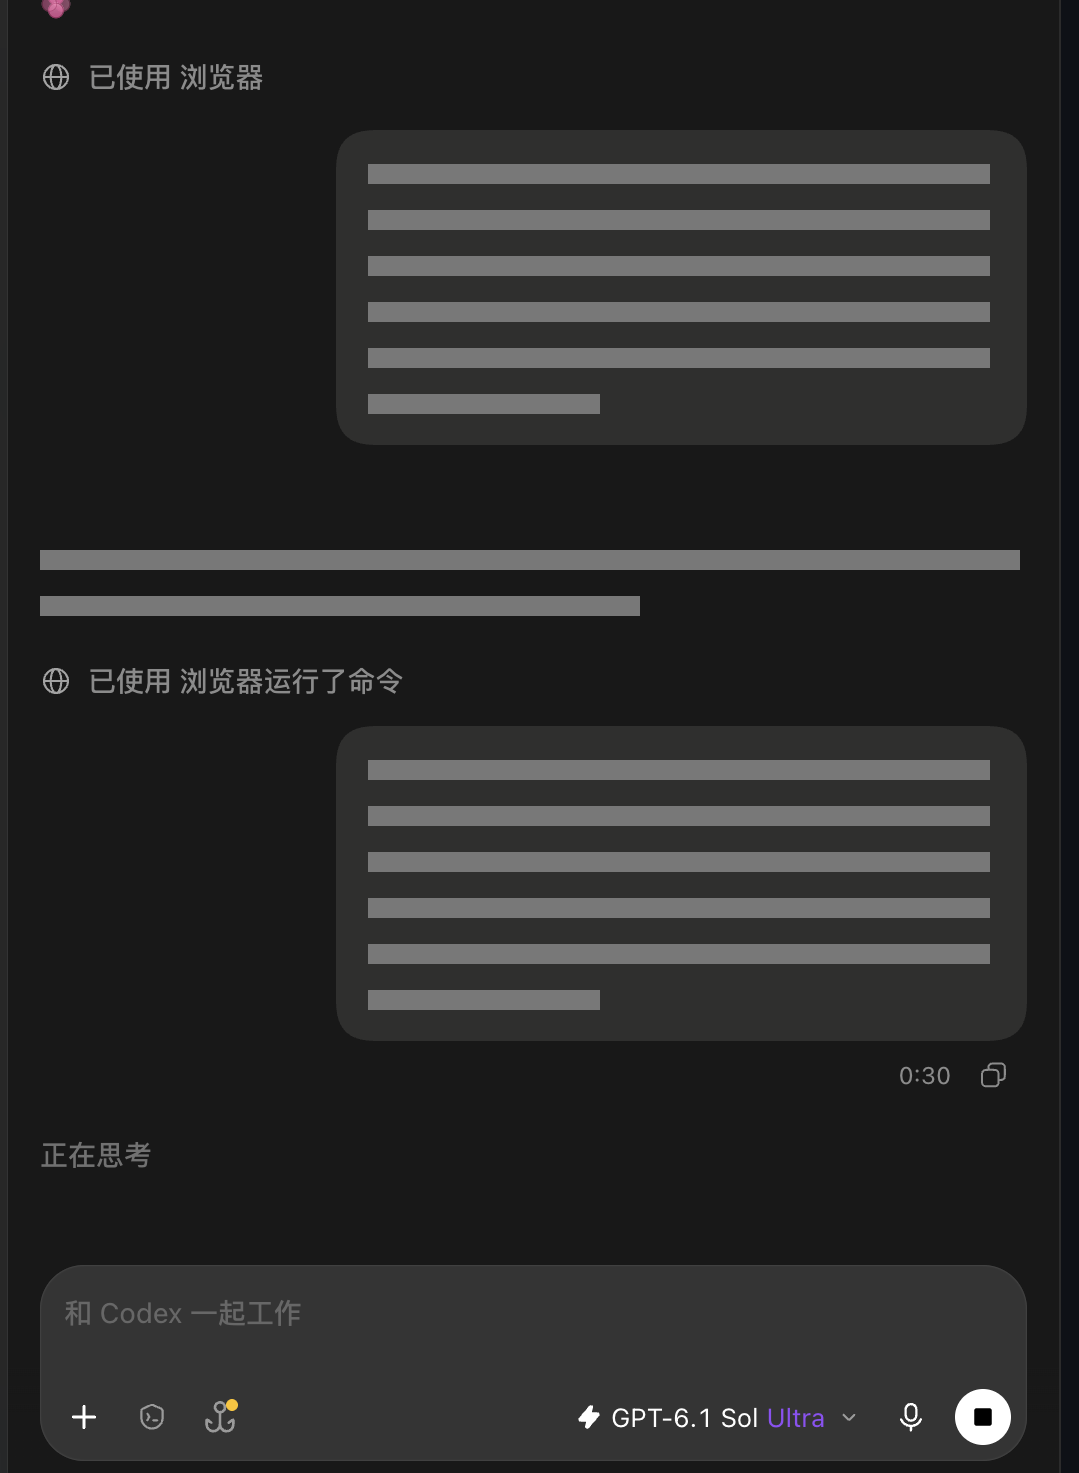 已使用 浏览器
已使用 浏览器运行了命令
0:30
正在思考
和 Codex 一起工作
GPT-6.1 Sol Ultra